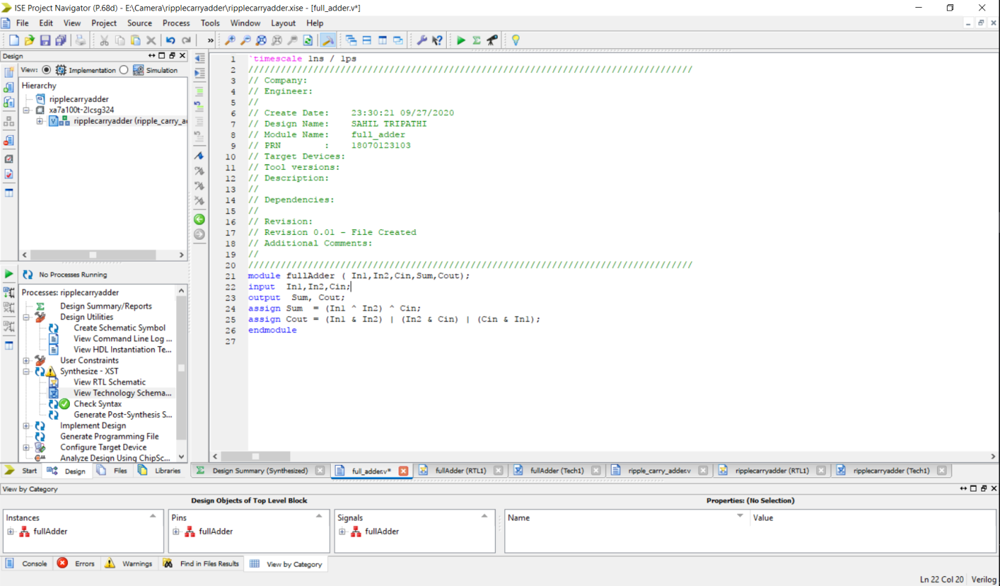 ISE Project Navigator (P.68d) - E:\Camera\ripplecarryadder\ripplecarryadder.xise - [full_adder.v*]
File Edit View Project Source Process Tools Window Layout Help
»
Design
View: Implementation Simulation
Hierarchy
ripplecarryadder
xa7a100t-2lcsg324
ripplecarryadder (ripple_carry_a
No Processes Running
Processes: ripplecarryadder
Design Summary/Reports
Design Utilities
Create Schematic Symbol
View Command Line Log ...
View HDL Instantiation Te...
User Constraints
Synthesize - XST
View RTL Schematic
View Technology Schema...
Check Syntax
Generate Post-Synthesis S...
Implement Design
Generate Programming File
Configure Target Device
Analyze Design Using ChipSc...
Start Design Files Libraries
1 `timescale 1ns / 1ps
2 //////////////////////////////////////////////////////////////////////////////////
3 // Company:
4 // Engineer:
5 //
6 // Create Date: 23:30:21 09/27/2020
7 // Design Name: SAHIL TRIPATHI
8 // Module Name: full_adder
9 // PRN : 18070123103
10 // Target Devices:
11 // Tool versions:
12 // Description:
13 //
14 // Dependencies:
15 //
16 // Revision:
17 // Revision 0.01 - File Created
18 // Additional Comments:
19 //
20 //////////////////////////////////////////////////////////////////////////////////
21 module fullAdder ( In1,In2,Cin,Sum,Cout);
22 input In1,In2,Cin;
23 output Sum, Cout;
24 assign Sum = (In1 ^ In2) ^ Cin;
25 assign Cout = (In1 & In2) | (In2 & Cin) | (Cin & In1);
26 endmodule
27
Design Summary (Synthesized) full_adder.v* fullAdder (RTL1) fullAdder (Tech1) ripple_carry_adder.v ripplecarryadder (RTL1) ripplecarryadder (Tech1)
View by Category
Design Objects of Top Level Block Properties: (No Selection)
Instances Pins Signals Name Value
fullAdder fullAdder fullAdder
Console Errors Warnings Find in Files Results View by Category
Ln 22 Col 20 Verilog